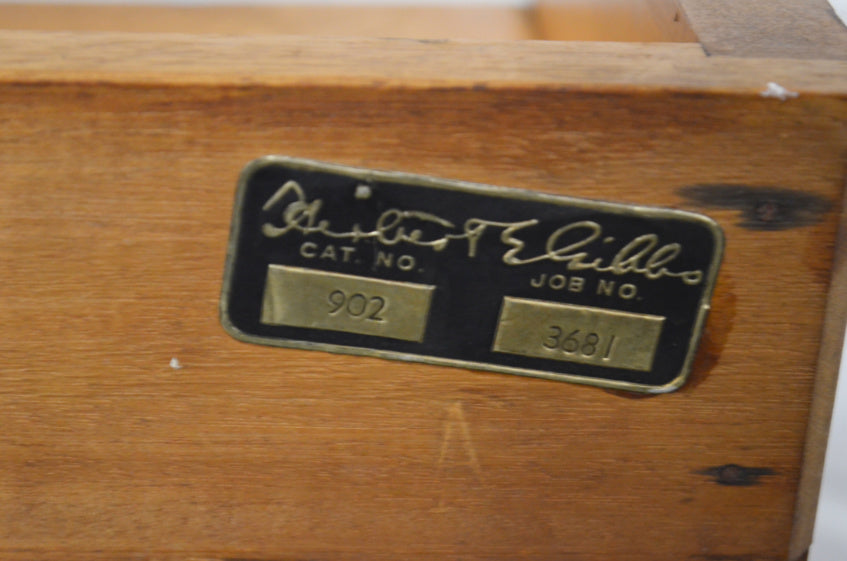 Herbert E Gibbs
CAT. NO. JOB NO.
902 3681
A